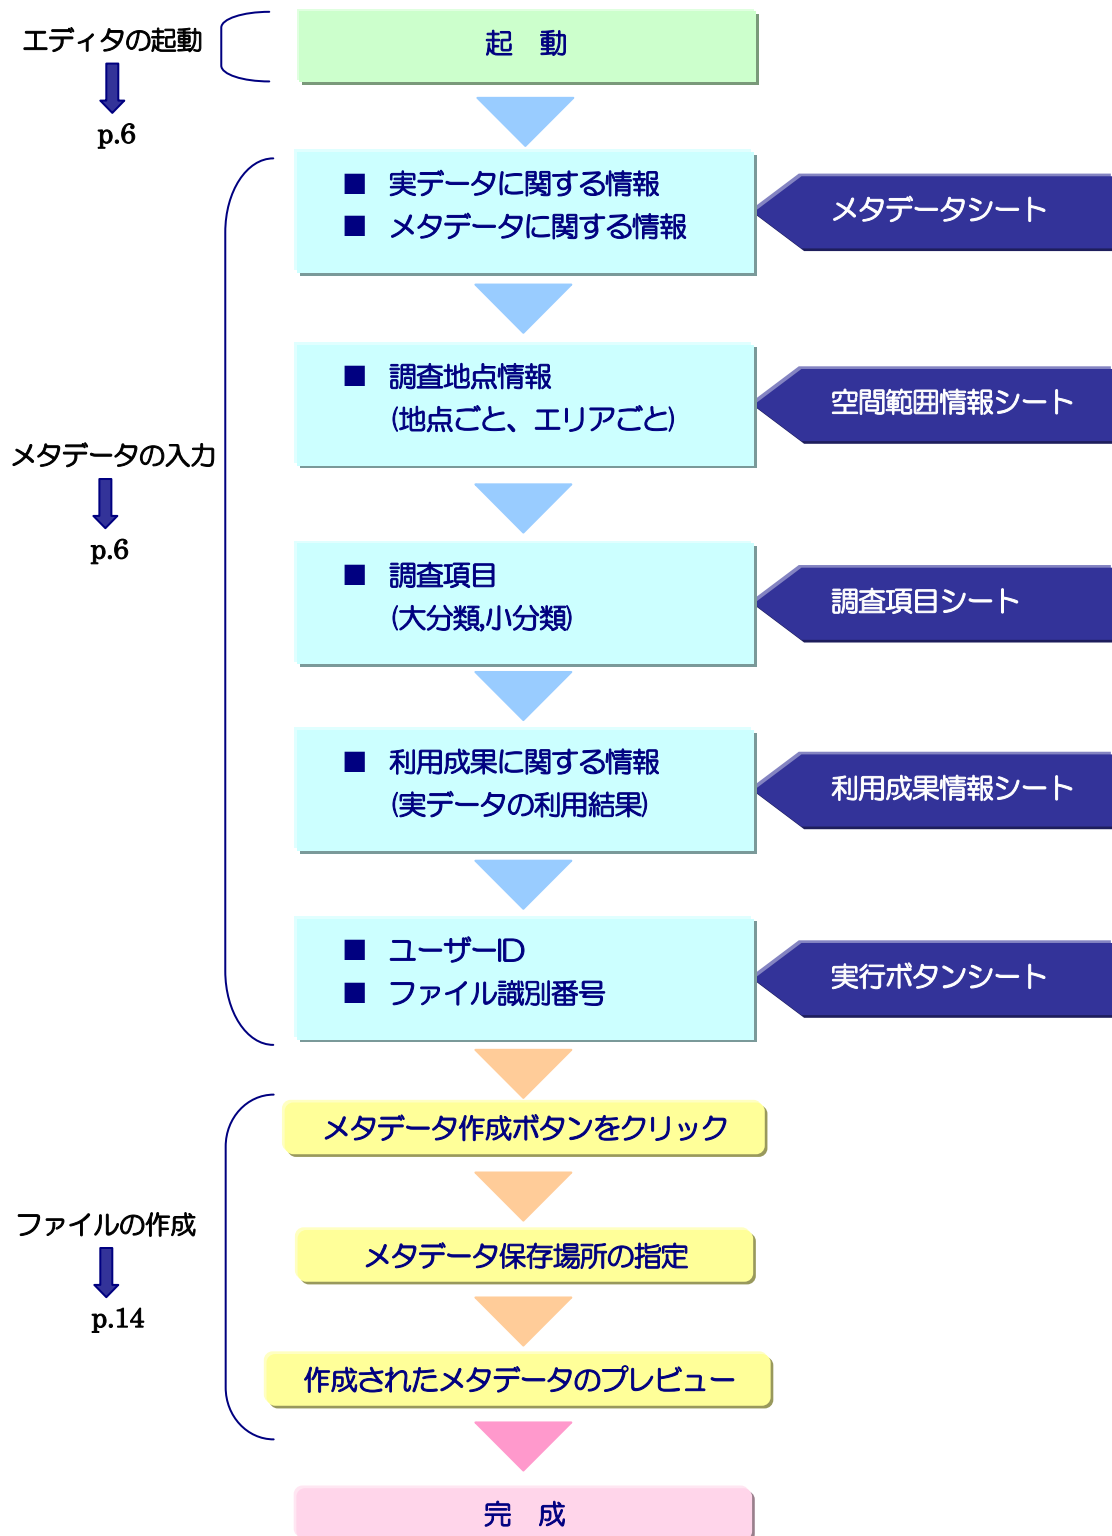 エディタの起動
p.6
起　動
■ 実データに関する情報
■ メタデータに関する情報
メタデータシート
■ 調査地点情報
(地点ごと、エリアごと)
空間範囲情報シート
メタデータの入力
p.6
■ 調査項目
(大分類,小分類)
調査項目シート
■ 利用成果に関する情報
(実データの利用結果)
利用成果情報シート
■ ユーザーID
■ ファイル識別番号
実行ボタンシート
メタデータ作成ボタンをクリック
ファイルの作成
p.14
メタデータ保存場所の指定
作成されたメタデータのプレビュー
完　成